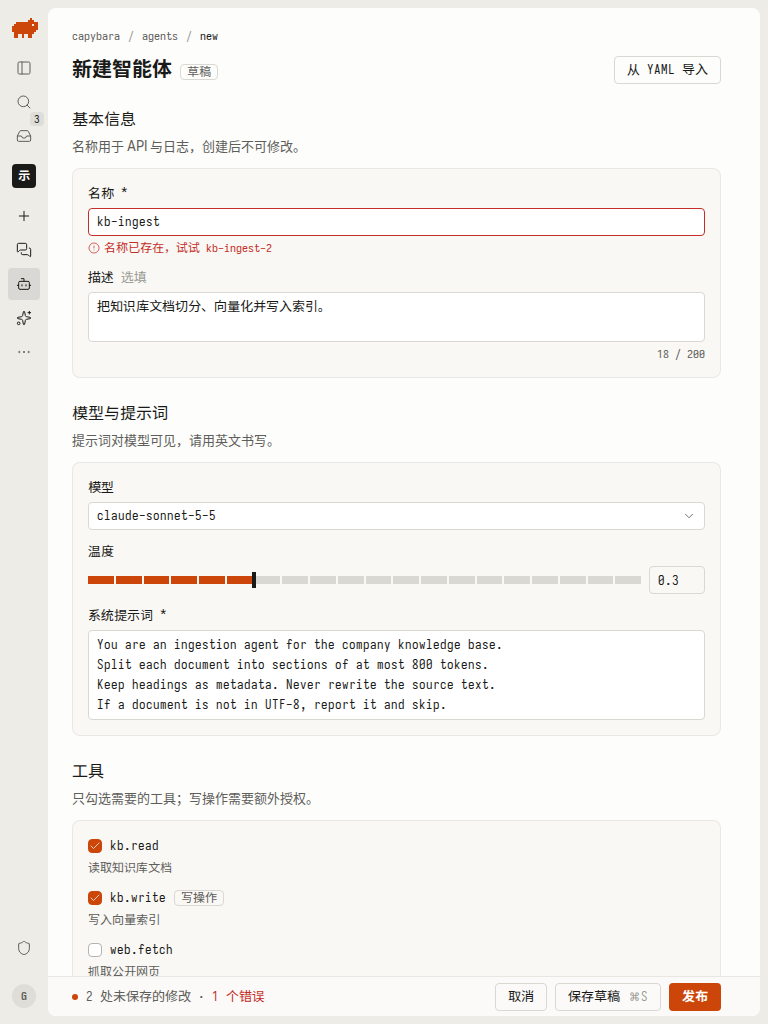 capybara / agents / new
新建智能体 草稿
从 YAML 导入
3
示
基本信息
名称用于 API 与日志，创建后不可修改。
名称 *
kb-ingest
名称已存在，试试 kb-ingest-2
描述 选填
把知识库文档切分、向量化并写入索引。
18 / 200
模型与提示词
提示词对模型可见，请用英文书写。
模型
claude-sonnet-5-5
温度
0.3
系统提示词 *
You are an ingestion agent for the company knowledge base.
Split each document into sections of at most 800 tokens.
Keep headings as metadata. Never rewrite the source text.
If a document is not in UTF-8, report it and skip.
工具
只勾选需要的工具；写操作需要额外授权。
kb.read
读取知识库文档
kb.write 写操作
写入向量索引
web.fetch
抓取公开网页
G
2 处未保存的修改 · 1 个错误
取消
保存草稿 ⌘S
发布